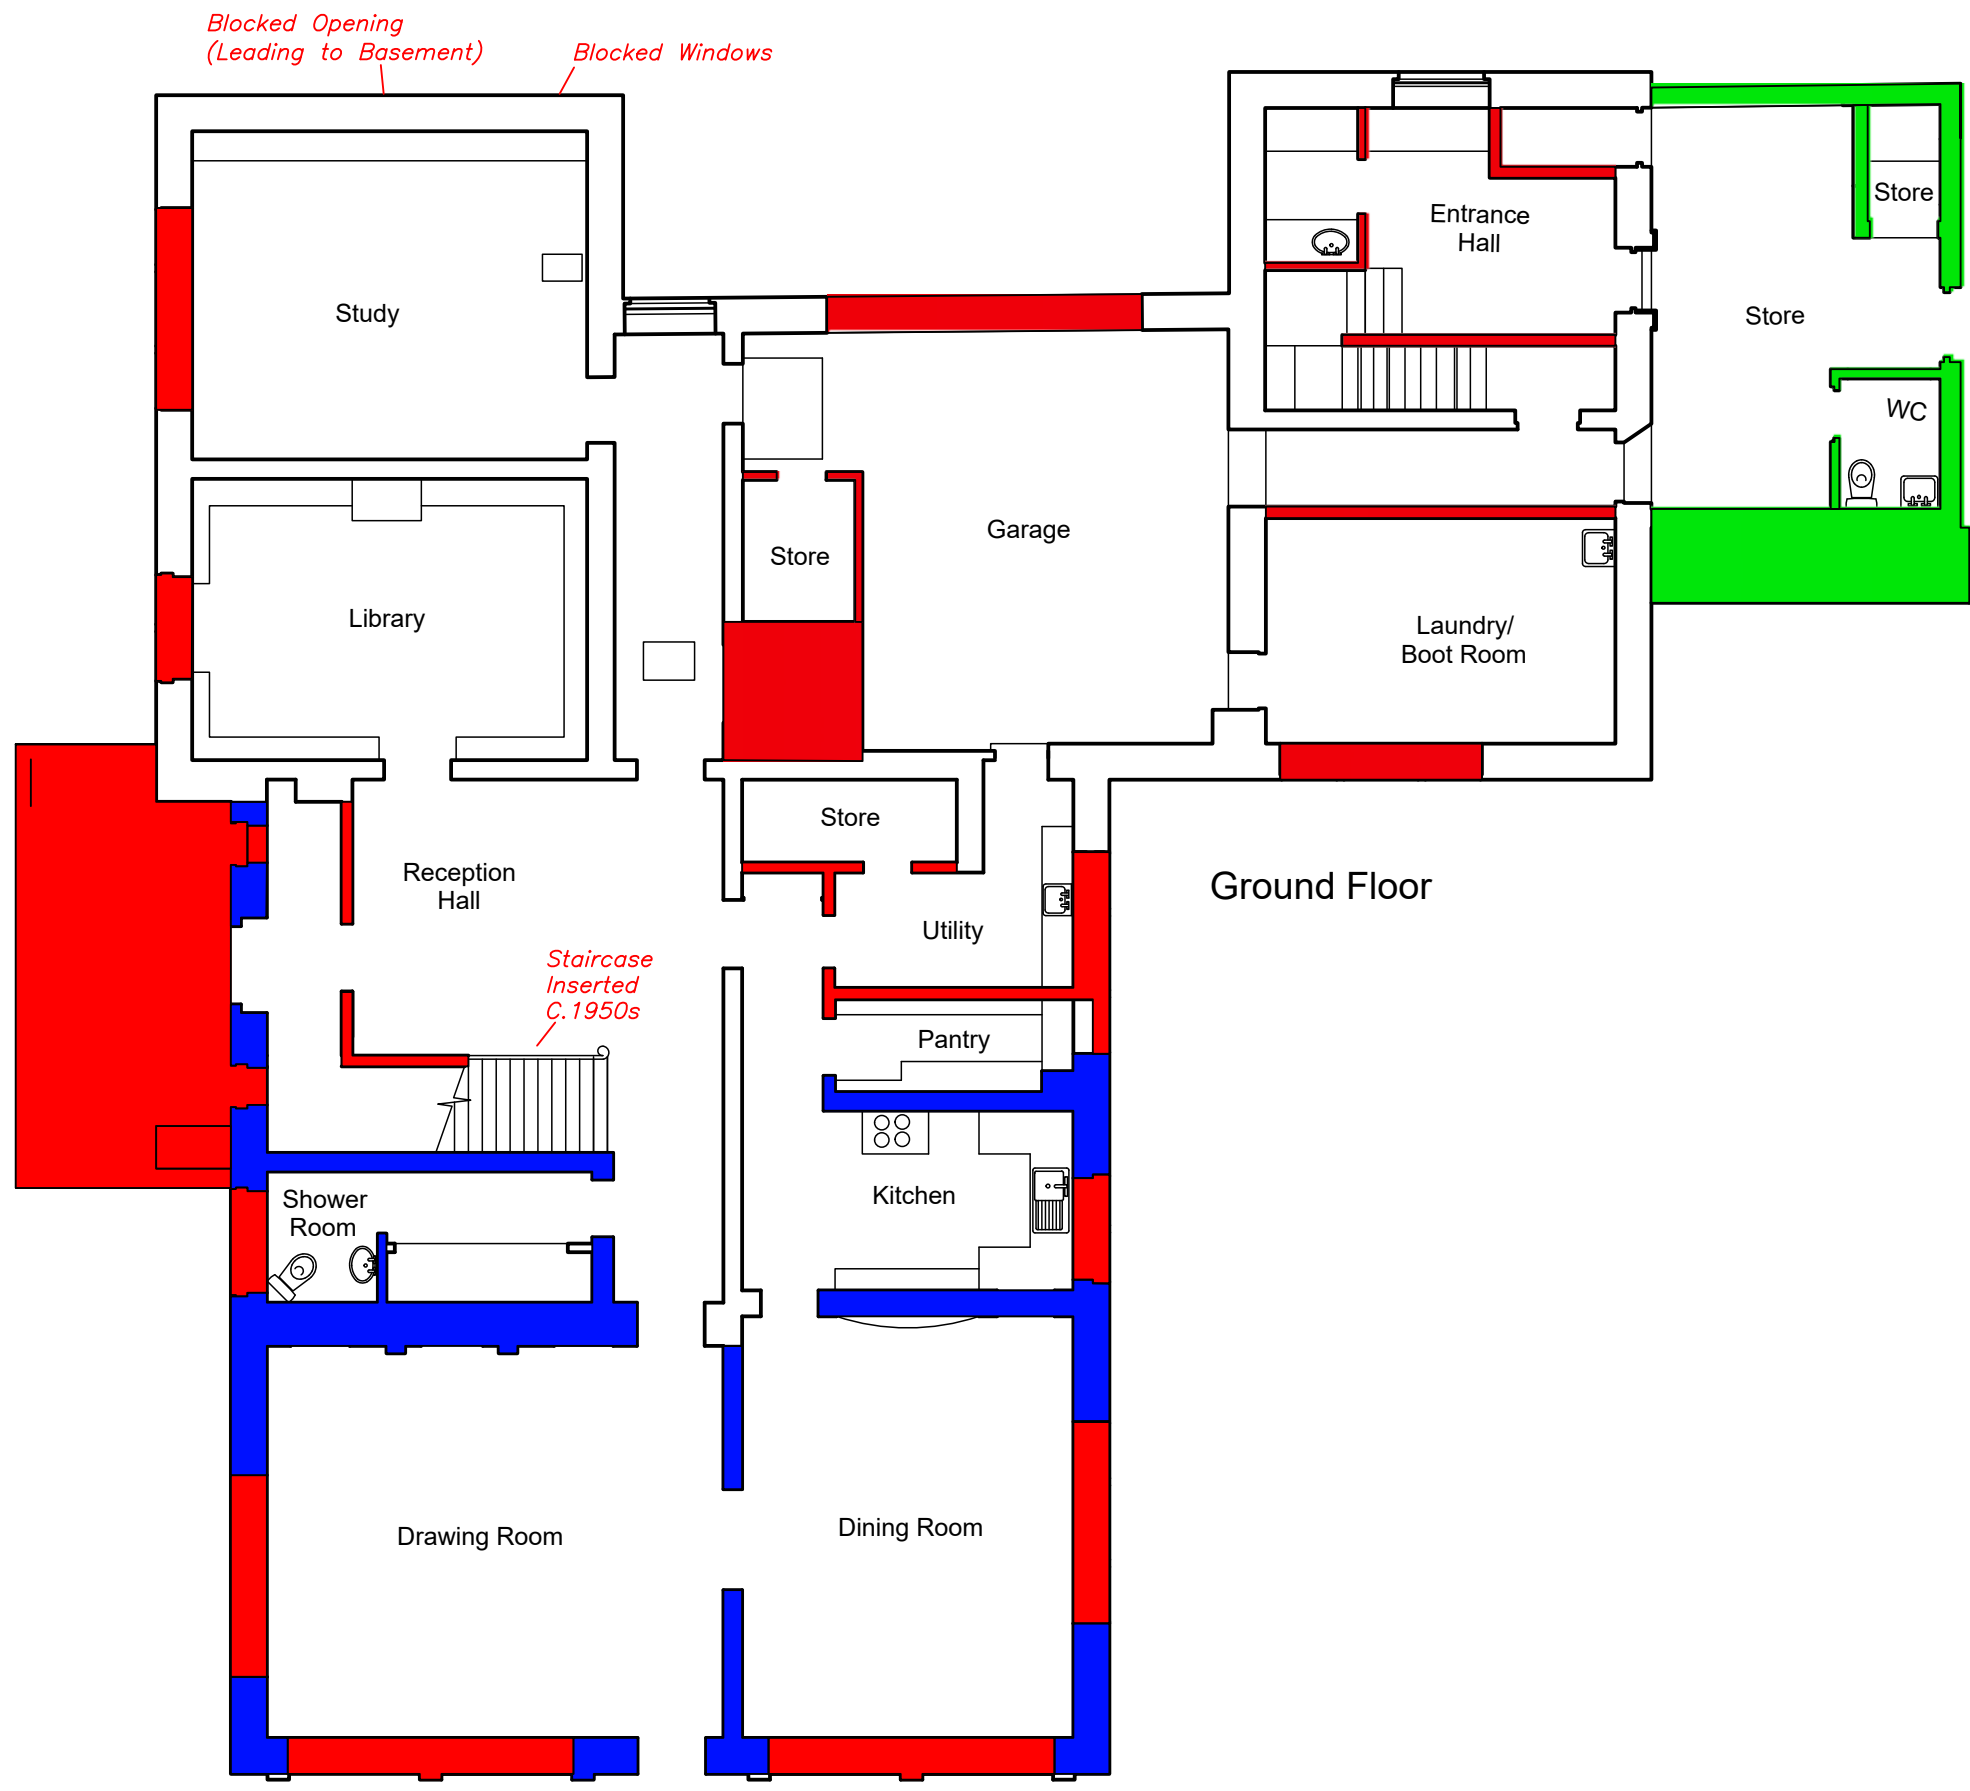 Blocked Opening
(Leading to Basement)
Blocked Windows
Study
Entrance
Hall
Store
Store
WC
Library
Store
Garage
Laundry/
Boot Room
Reception
Hall
Store
Utility
Ground Floor
Staircase
Inserted
C.1950s
Pantry
Shower
Room
Kitchen
Drawing Room
Dining Room